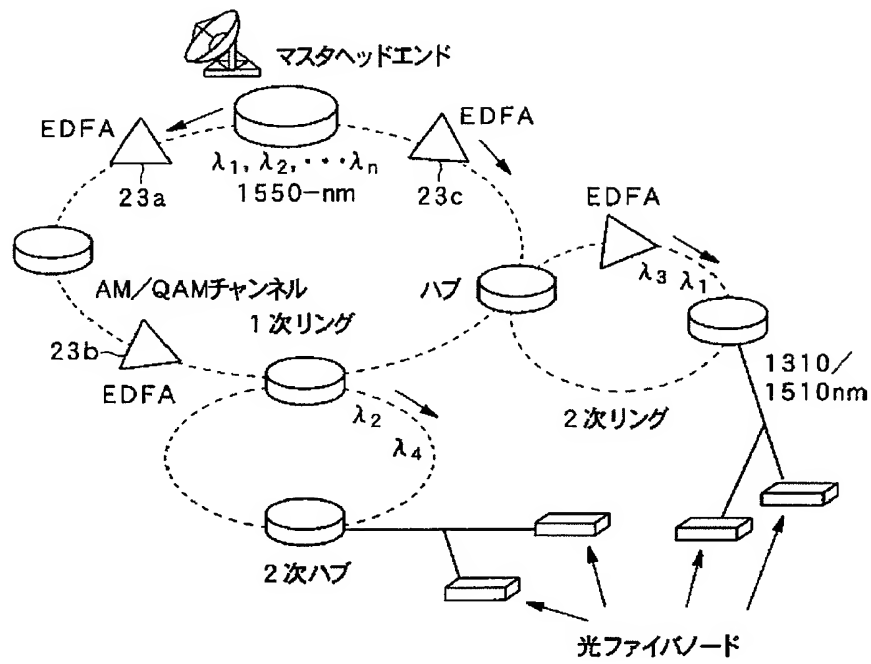 マスタヘッドエンド
EDFA
EDFA
λ1, λ2, ・・・λn
1550−nm
23a
23c
EDFA
AM／QAMチャンネル
ハブ
λ3 λ1
1次リング
23b
EDFA
1310／
1510nm
λ2
2次リング
λ4
2次ハブ
光ファイバノード